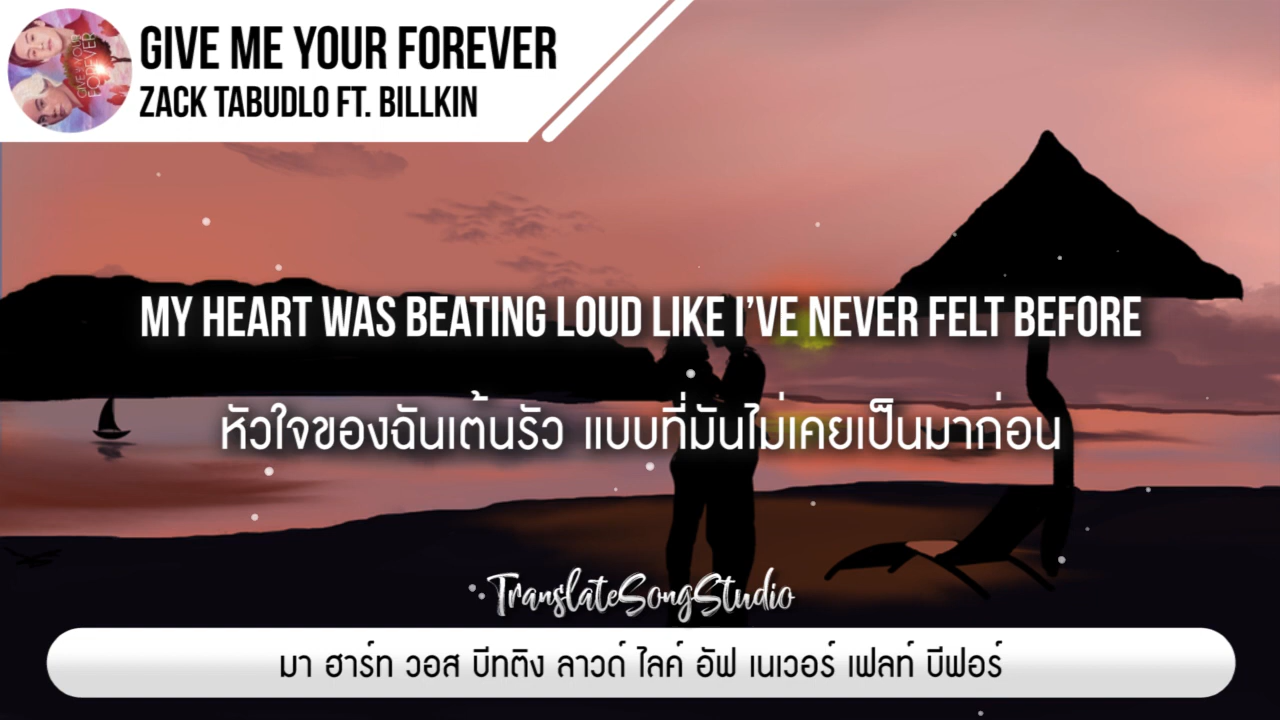 GIVE ME YOUR FOREVER
ZACK TABUDLO FT. BILLKIN
MY HEART WAS BEATING LOUD LIKE I'VE NEVER FELT BEFORE
หัวใจของฉันเต้นรัว แบบที่มันไม่เคยเป็นมาก่อน
TranslateSongStudio
มา ฮาร์ท วอส บีทติง ลาวด์ ไลค์ อัฟ เนเวอร์ เฟลท์ บีฟอร์